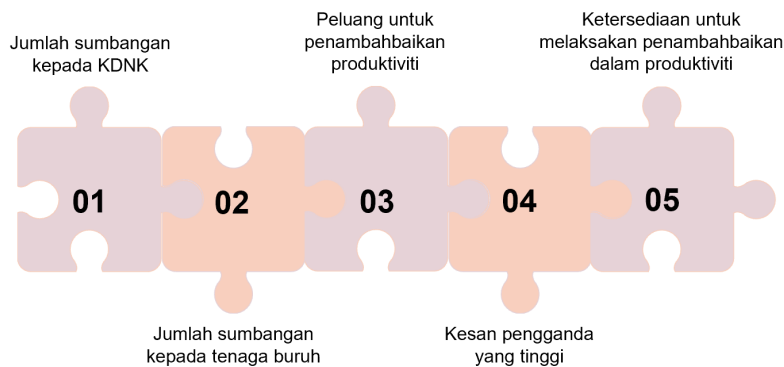 Jumlah sumbangan
kepada KDNK
01
Jumlah sumbangan
kepada tenaga buruh
02
Peluang untuk
penambahbaikan
produktiviti
03
Kesan pengganda
yang tinggi
04
Ketersediaan untuk
melaksakan penambahbaikan
dalam produktiviti
05